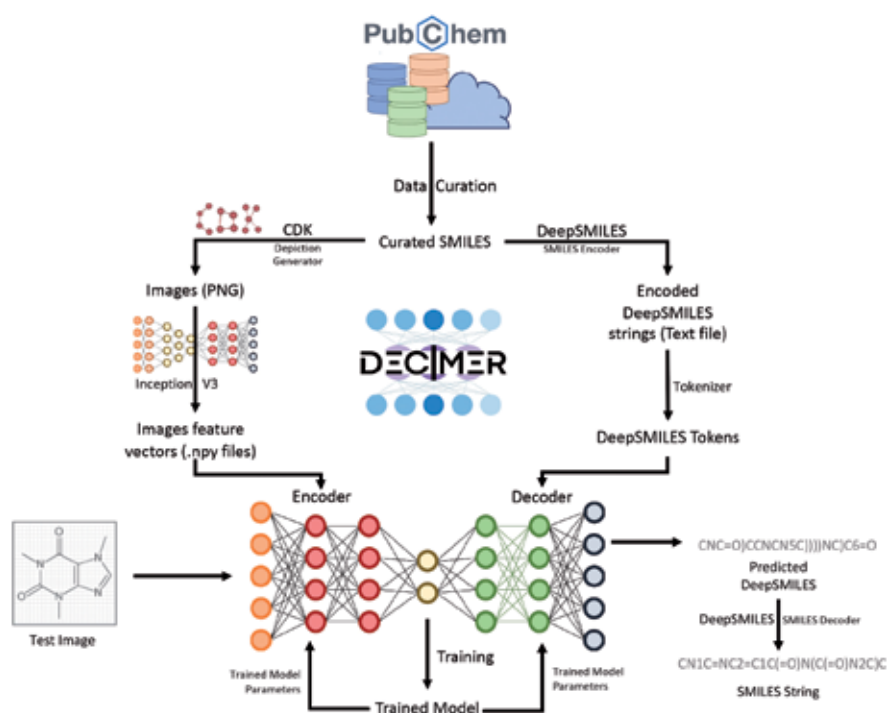 PubChem
Data Curation
CDK
Depiction
Generator
Curated SMILES
DeepSMILES
SMILES Encoder
Images (PNG)
Encoded
DeepSMILES
strings (Text file)
DECIMER
Inception V3
Tokenizer
Images feature
vectors (.npy files)
DeepSMILES Tokens
Encoder
Decoder
O
N
N
O
N
N
Test Image
CNC=O)CCNCN5C))))NC)C6=O
Predicted
DeepSMILES
DeepSMILES SMILES Decoder
CN1C=NC2=C1C(=O)N(C(=O)N2C)C
SMILES String
Training
Trained Model
Parameters
Trained Model
Parameters
Trained Model